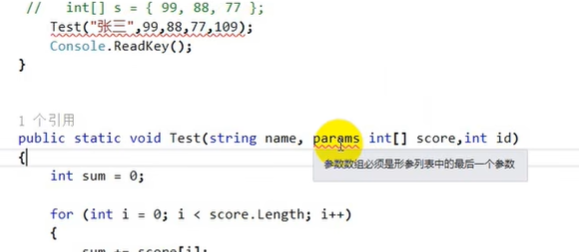 //   int[] s = { 99, 88, 77 };
Test("张三",99,88,77,109);
Console.ReadKey();
}
1 个引用
public static void Test(string name, params int[] score,int id)
{
参数数组必须是形参列表中的最后一个参数
int sum = 0;
for (int i = 0; i < score.Length; i++)
{
sum += score[i];